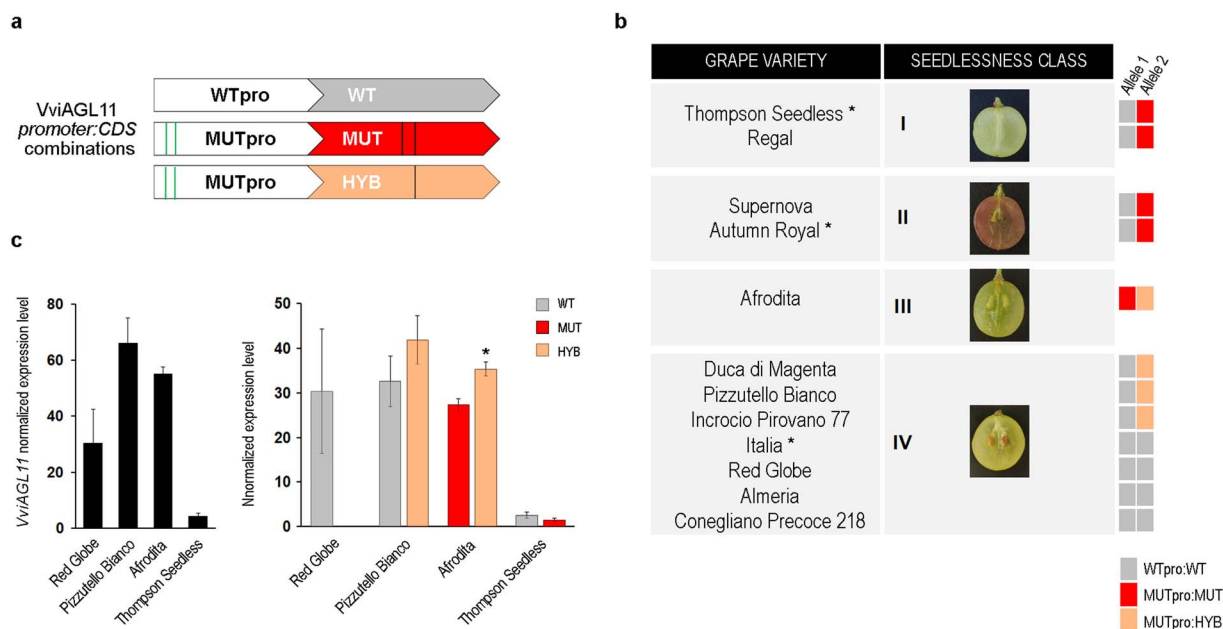 a
VviAGL11
promoter:CDS
combinations
WTpro WT
MUTpro MUT
MUTpro HYB
b
GRAPE VARIETY SEEDLESSNESS CLASS Allele 1 Allele 2
Thompson Seedless *
Regal
I
Supernova
Autumn Royal *
II
Afrodita
III
Duca di Magenta
Pizzutello Bianco
Incrocio Pirovano 77
Italia *
Red Globe
Almeria
Conegliano Precoce 218
IV
WTpro:WT
MUTpro:MUT
MUTpro:HYB
c
VviAGL11 normalized expression level
80
60
40
20
0
Red Globe
Pizzutello Bianco
Afrodita
Thompson Seedless
Nnormalized expression level
50
40
30
20
10
0
*
WT
MUT
HYB
Red Globe
Pizzutello Bianco
Afrodita
Thompson Seedless